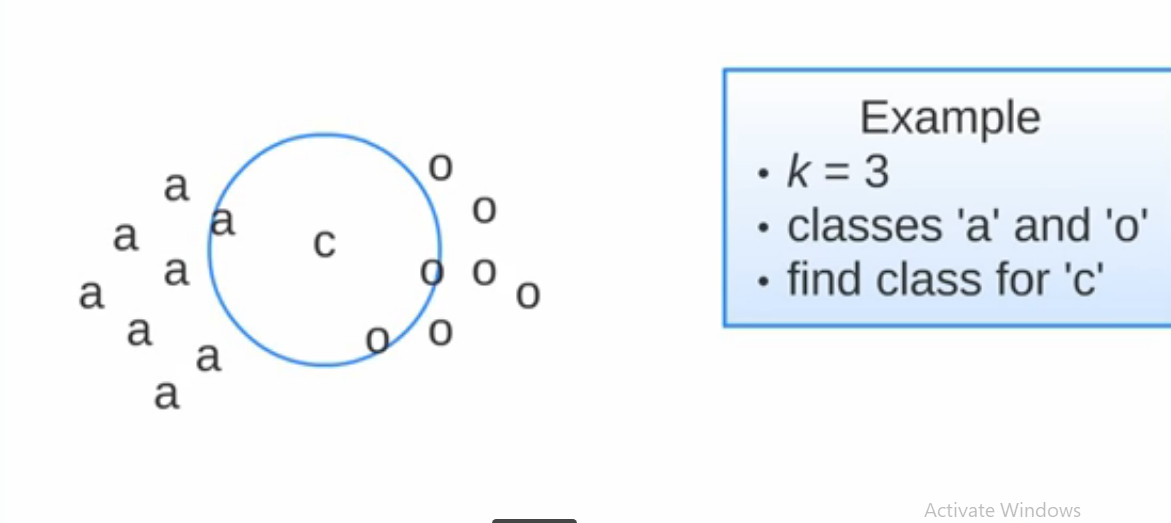 a
a
a
a
a
a
a
a
c
o
o
o
o
o
o
o
Example
• k = 3
• classes 'a' and 'o'
• find class for 'c'
Activate Windows